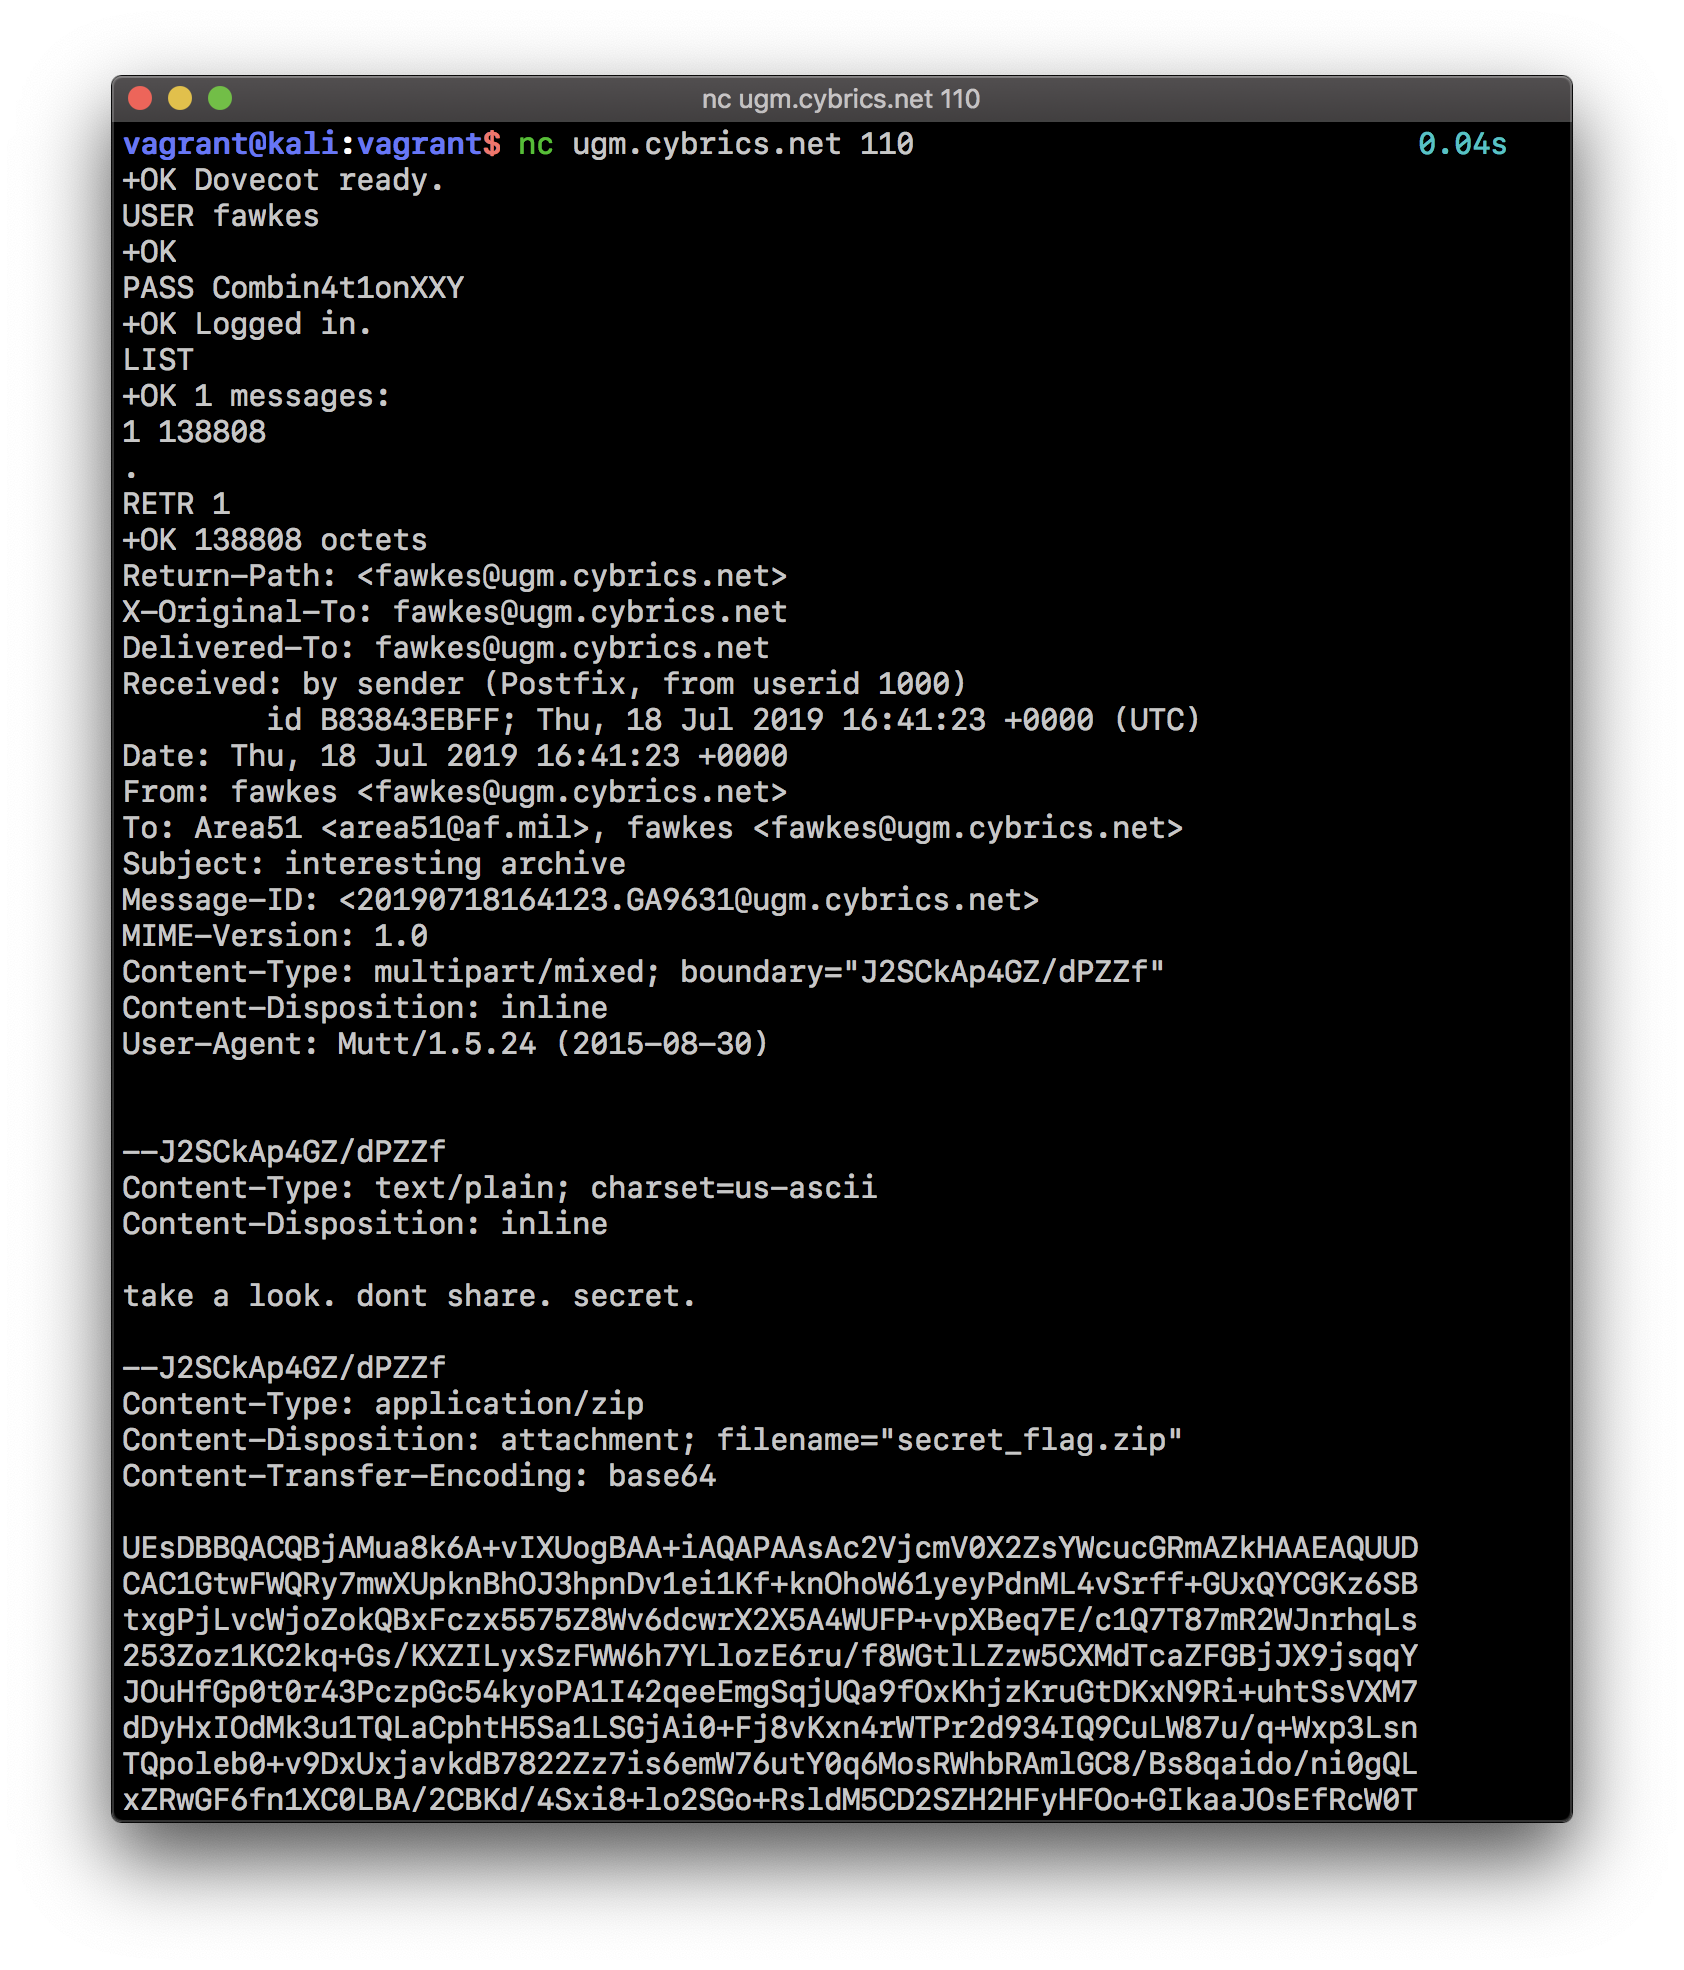 nc ugm.cybrics.net 110
vagrant@kali:vagrant$ nc ugm.cybrics.net 110 0.04s
+OK Dovecot ready.
USER fawkes
+OK
PASS Combin4t1onXXY
+OK Logged in.
LIST
+OK 1 messages:
1 138808
.
RETR 1
+OK 138808 octets
Return-Path: <fawkes@ugm.cybrics.net>
X-Original-To: fawkes@ugm.cybrics.net
Delivered-To: fawkes@ugm.cybrics.net
Received: by sender (Postfix, from userid 1000)
id B83843EBFF; Thu, 18 Jul 2019 16:41:23 +0000 (UTC)
Date: Thu, 18 Jul 2019 16:41:23 +0000
From: fawkes <fawkes@ugm.cybrics.net>
To: Area51 <area51@af.mil>, fawkes <fawkes@ugm.cybrics.net>
Subject: interesting archive
Message-ID: <20190718164123.GA9631@ugm.cybrics.net>
MIME-Version: 1.0
Content-Type: multipart/mixed; boundary="J2SCkAp4GZ/dPZZf"
Content-Disposition: inline
User-Agent: Mutt/1.5.24 (2015-08-30)
--J2SCkAp4GZ/dPZZf
Content-Type: text/plain; charset=us-ascii
Content-Disposition: inline
take a look. dont share. secret.
--J2SCkAp4GZ/dPZZf
Content-Type: application/zip
Content-Disposition: attachment; filename="secret_flag.zip"
Content-Transfer-Encoding: base64
UEsDBBQACQBjAMua8k6A+vIXUogBAA+iAQAPAAsAc2VjcmV0X2ZsYWcucGRmAZkHAAEAQUUD
CAC1GtwFWQRy7mwXUpknBhOJ3hpnDv1ei1Kf+knOhoW61yeyPdnML4vSrff+GUxQYCGKz6SB
txgPjLvcWjoZokQBxFczx5575Z8Wv6dcwrX2X5A4WUFP+vpXBeq7E/c1Q7T87mR2WJnrhqLs
253Zoz1KC2kq+Gs/KXZILyxSzFWW6h7YLlozE6ru/f8WGtlLZzw5CXMdTcaZFGBjJX9jsqqY
JOuHfGp0t0r43PczpGc54kyoPA1I42qeeEmgSqjUQa9fOxKhjzKruGtDKxN9Ri+uhtSsVXM7
dDyHxIOdMk3u1TQLaCphtH5Sa1LSGjAi0+Fj8vKxn4rWTPr2d934IQ9CuLW87u/q+Wxp3Lsn
TQpoleb0+v9DxUxjavkdB7822Zz7is6emW76utY0q6MosRWhbRAmlGC8/Bs8qaido/ni0gQL
xZRwGF6fn1XC0LBA/2CBKd/4Sxi8+lo2SGo+RsldM5CD2SZH2HFyHFOo+GIkaaJOsEfRcW0T